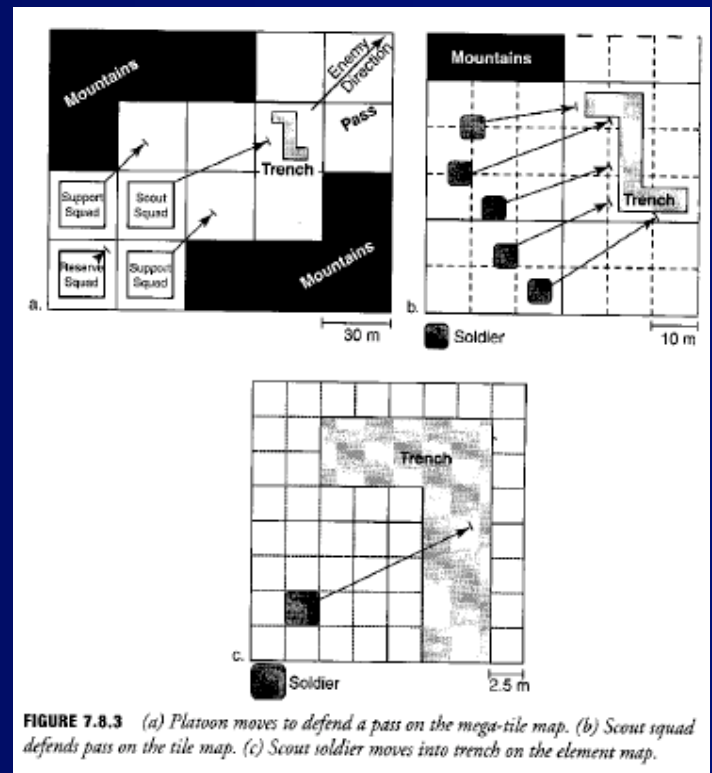 Mountains
Enemy
Direction
Pass
Trench
Support
Squad
Scout
Squad
Reserve
Squad
Support
Squad
Mountains
a.
30 m
Mountains
Trench
b.
Soldier
10 m
Trench
c.
Soldier
2.5 m
FIGURE 7.8.3 (a) Platoon moves to defend a pass on the mega-tile map. (b) Scout squad
defends pass on the tile map. (c) Scout soldier moves into trench on the element map.